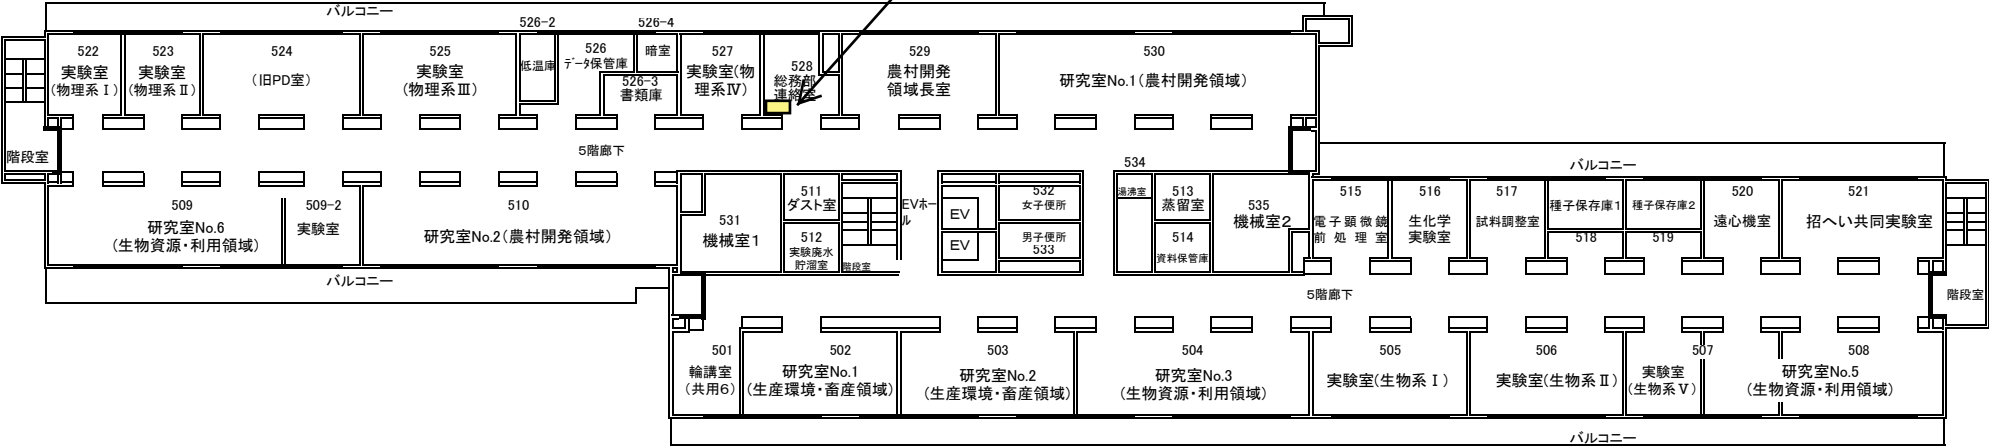 バルコニー
522
実験室
(物理系Ⅰ)
523
実験室
(物理系Ⅱ)
524
(旧PD室)
525
実験室
(物理系Ⅲ)
526-2
低温庫
526
データ保管庫
526-4
暗室
526-3
書類庫
527
実験室(物
理系Ⅳ)
528
総務部
連絡室
529
農村開発
領域長室
530
研究室No.1(農村開発領域)
階段室
5階廊下
509
研究室No.6
(生物資源・利用領域)
509-2
実験室
510
研究室No.2(農村開発領域)
バルコニー
531
機械室1
511
ダスト室
512
実験廃水
貯溜室
階段室
EVホー
ル
EV
EV
532
女子便所
男子便所
533
534
湯沸室
513
蒸留室
514
資料保管庫
535
機械室2
バルコニー
515
電子顕微鏡
前処理室
516
生化学
実験室
517
試料調整室
種子保存庫1
518
種子保存庫2
519
520
遠心機室
521
招へい共同実験室
5階廊下
階段室
501
輪講室
(共用6)
502
研究室No.1
(生産環境・畜産領域)
503
研究室No.2
(生産環境・畜産領域)
504
研究室No.3
(生物資源・利用領域)
505
実験室(生物系Ⅰ)
506
実験室(生物系Ⅱ)
507
実験室
(生物系Ⅴ)
508
研究室No.5
(生物資源・利用領域)
バルコニー